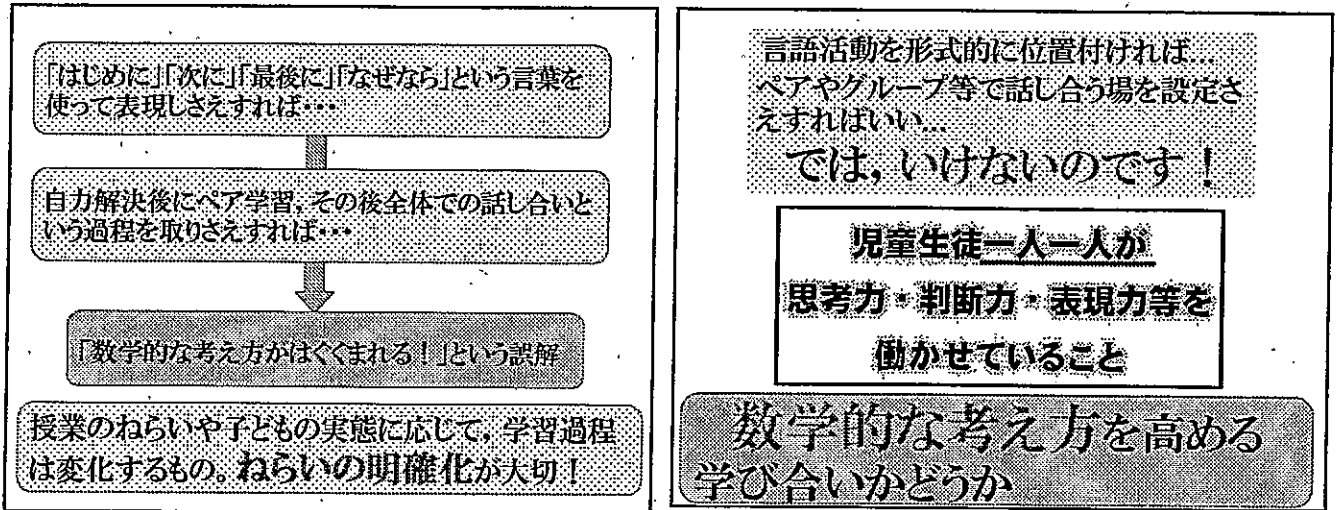 「はじめに」「次に」「最後に」「なぜなら」という言葉を
使って表現しさえすれば・・・
自力解決後にペア学習，その後全体での話し合いと
いう過程を取りさえすれば・・・
「数学的な考え方がはぐくまれる！」という誤解
授業のねらいや子どもの実態に応じて，学習過程
は変化するもの。ねらいの明確化が大切！
言語活動を形式的に位置付ければ...
ペアやグループ等で話し合う場を設定さ
えすればいい...
では，いけないのです！
児童生徒一人一人が
思考力・判断力・表現力等を
働かせていること
数学的な考え方を高める
学び合いかどうか